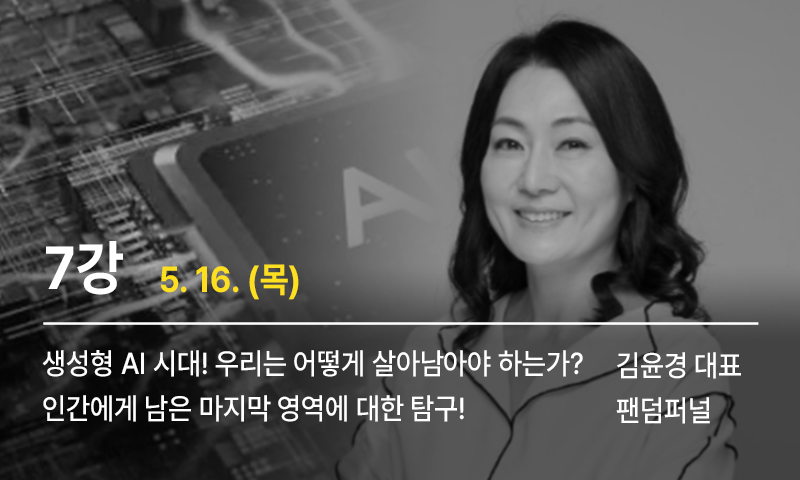 AI
7강 5. 16. (목)
생성형 AI 시대! 우리는 어떻게 살아남아야 하는가? 김윤경 대표
인간에게 남은 마지막 영역에 대한 탐구! 팬덤퍼널